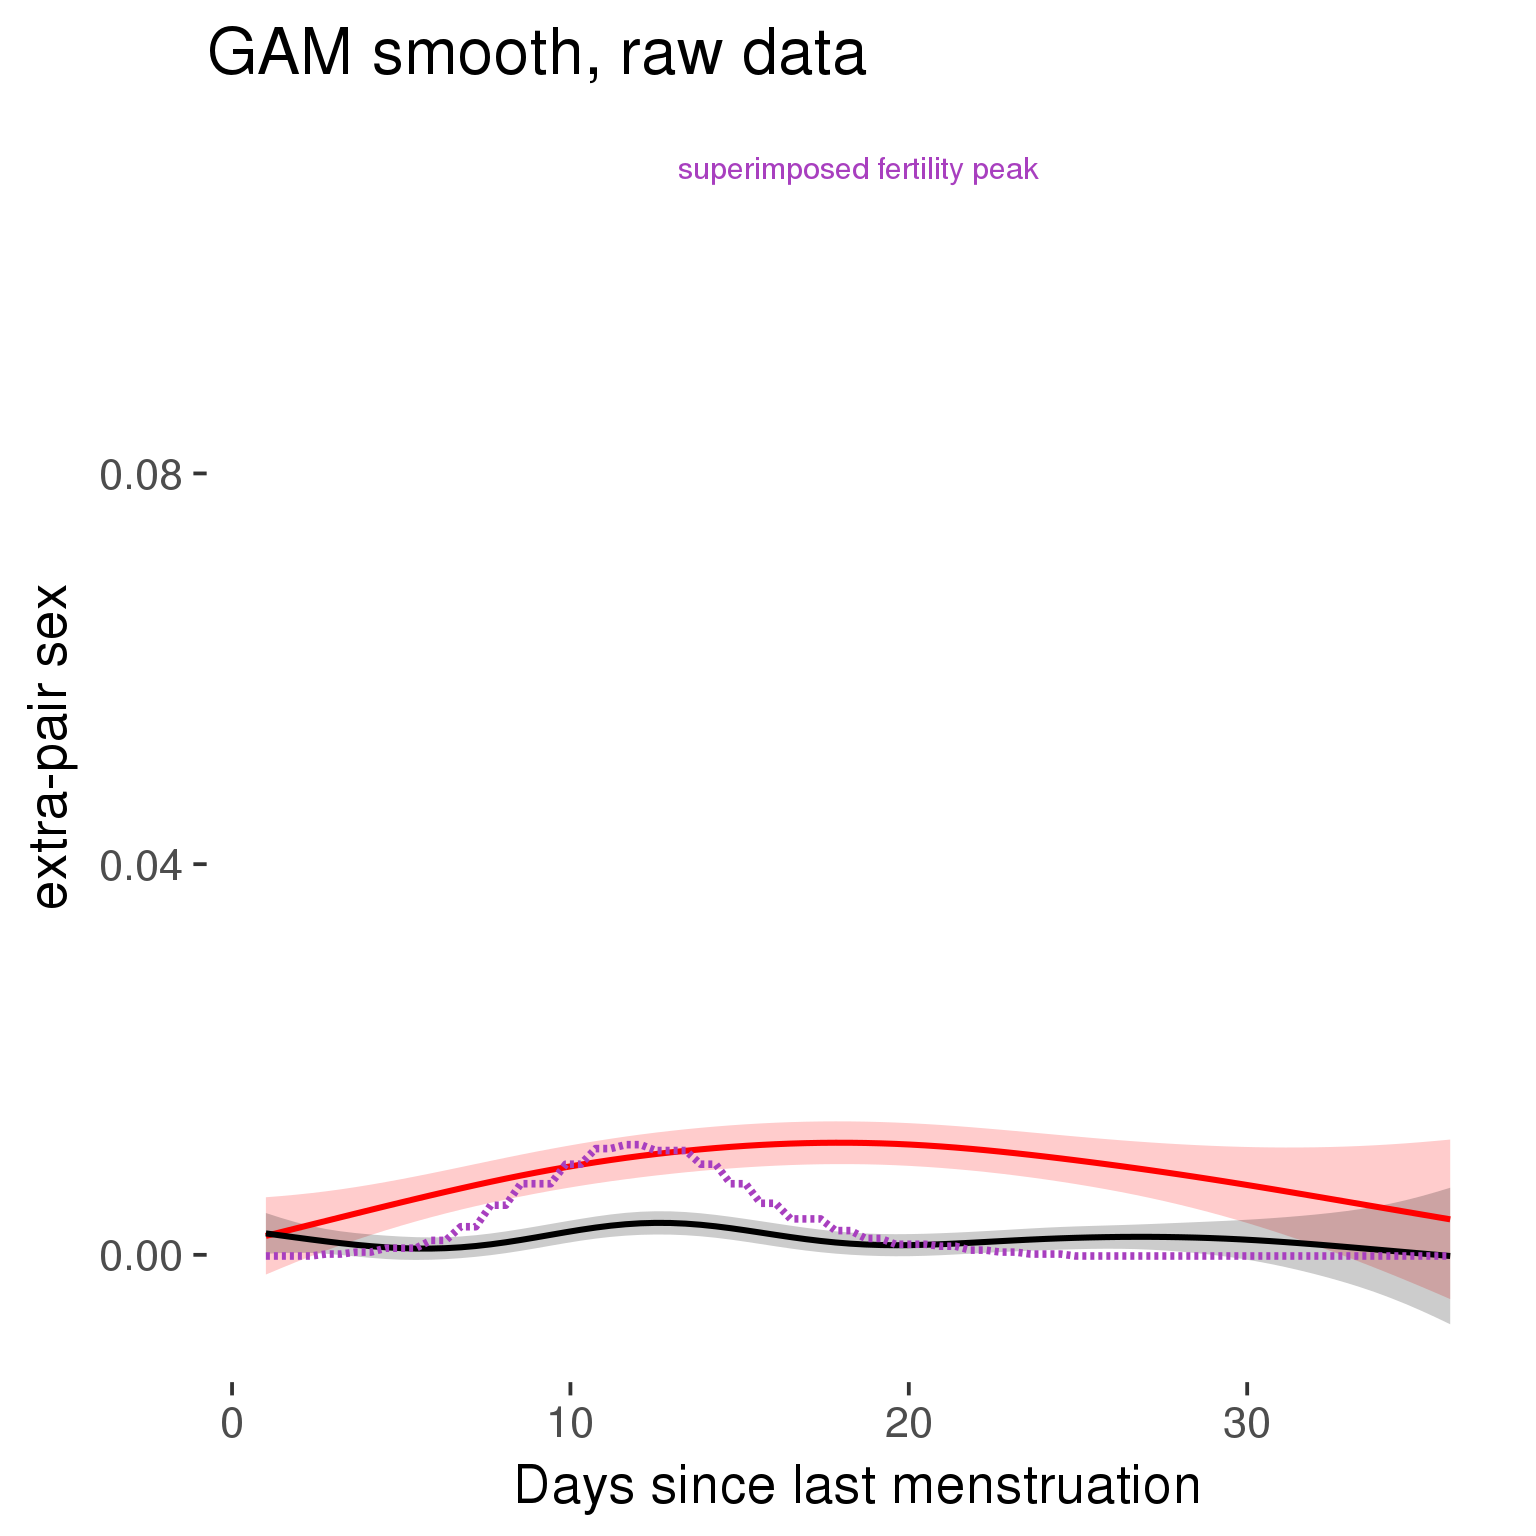 GAM smooth, raw data
superimposed fertility peak
0.08
0.04
0.00
extra-pair sex
0
10
20
30
Days since last menstruation